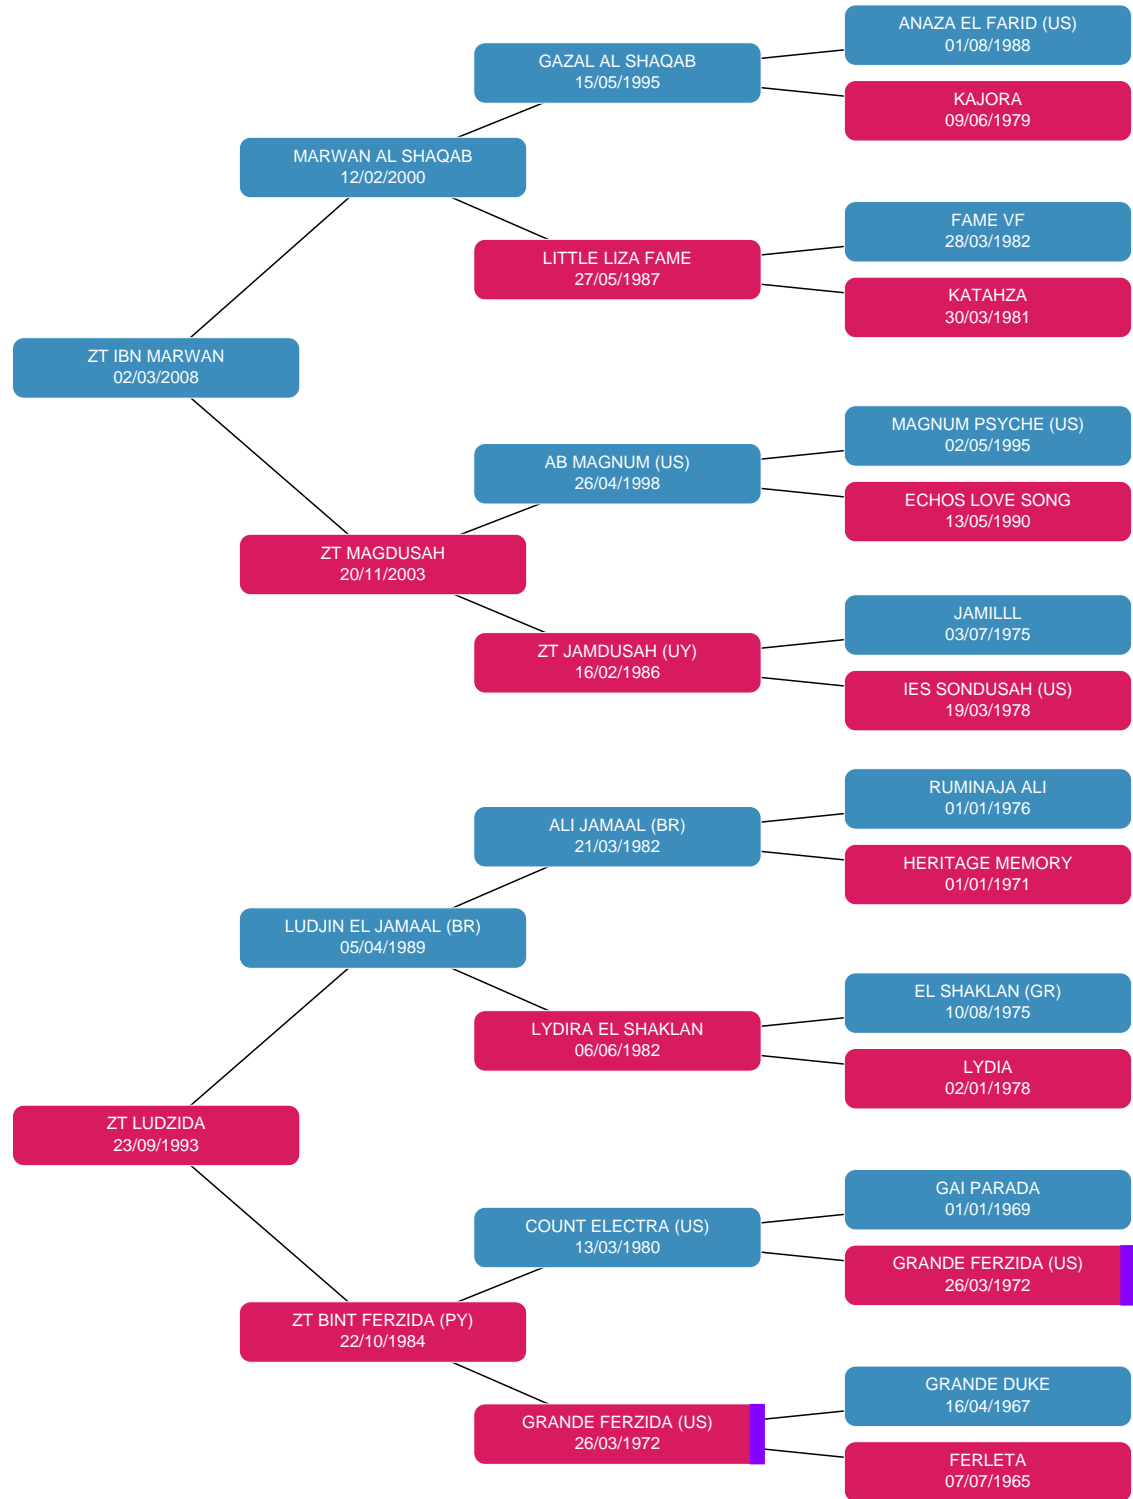 ANAZA EL FARID (US)
01/08/1988
GAZAL AL SHAQAB
15/05/1995
KAJORA
09/06/1979
MARWAN AL SHAQAB
12/02/2000
FAME VF
28/03/1982
LITTLE LIZA FAME
27/05/1987
KATAHZA
30/03/1981
ZT IBN MARWAN
02/03/2008
MAGNUM PSYCHE (US)
02/05/1995
AB MAGNUM (US)
26/04/1998
ECHOS LOVE SONG
13/05/1990
ZT MAGDUSAH
20/11/2003
JAMILLL
03/07/1975
ZT JAMDUSAH (UY)
16/02/1986
IES SONDUSAH (US)
19/03/1978
RUMINAJA ALI
01/01/1976
ALI JAMAAL (BR)
21/03/1982
HERITAGE MEMORY
01/01/1971
LUDJIN EL JAMAAL (BR)
05/04/1989
EL SHAKLAN (GR)
10/08/1975
LYDIRA EL SHAKLAN
06/06/1982
LYDIA
02/01/1978
ZT LUDZIDA
23/09/1993
GAI PARADA
01/01/1969
COUNT ELECTRA (US)
13/03/1980
GRANDE FERZIDA (US)
26/03/1972
ZT BINT FERZIDA (PY)
22/10/1984
GRANDE DUKE
16/04/1967
GRANDE FERZIDA (US)
26/03/1972
FERLETA
07/07/1965